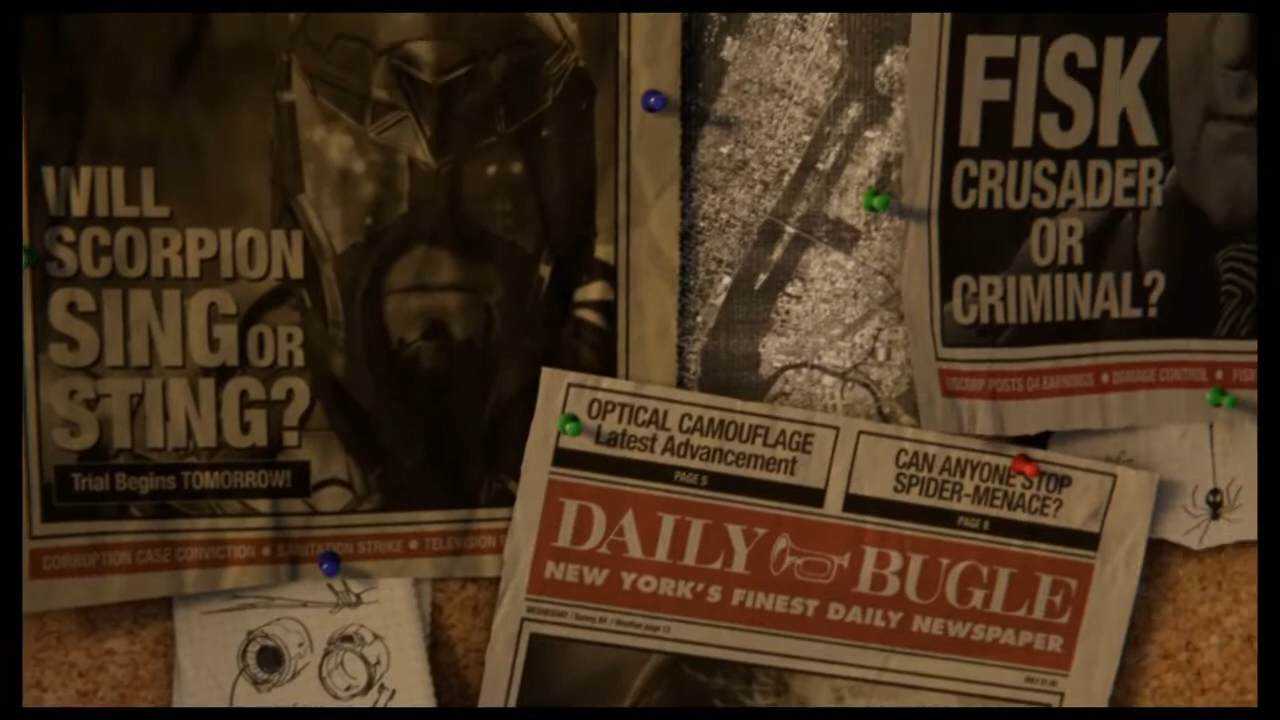 WILL
SCORPION
SING OR
STING?
Trial Begins TOMORROW!
CORRUPTION CASE CONVICTION • SANITATION STRIKE • TELEVISION
FISK
CRUSADER
OR
CRIMINAL?
OSCORP POSTS Q4 EARNINGS • DAMAGE CONTROL • FISK
OPTICAL CAMOUFLAGE
Latest Advancement
PAGE 5
CAN ANYONE STOP
SPIDER-MENACE?
PAGE 6
DAILY BUGLE
NEW YORK'S FINEST DAILY NEWSPAPER